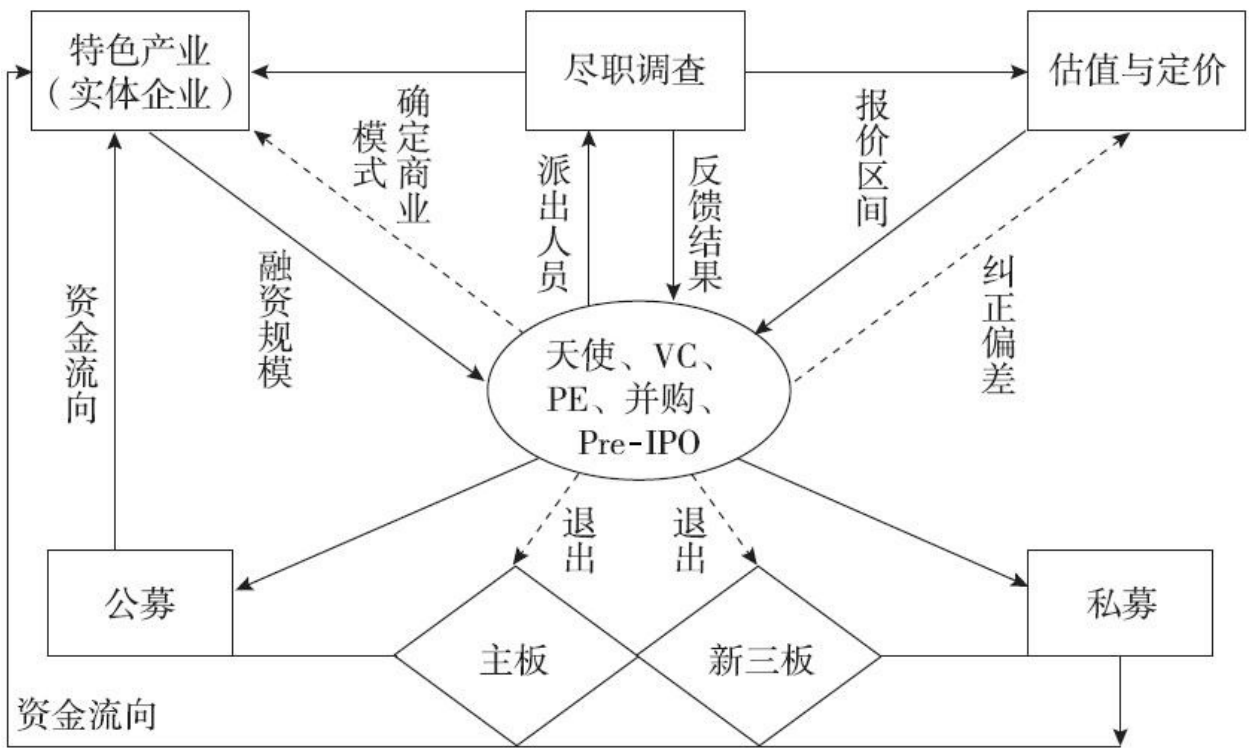 特色产业
（实体企业）
尽职调查
估值与定价
确定商业
模式
派出人员
反馈结果
报价区间
资金流向
融资规模
纠正偏差
天使、VC、
PE、并购、
Pre-IPO
退出
退出
公募
私募
主板
新三板
资金流向